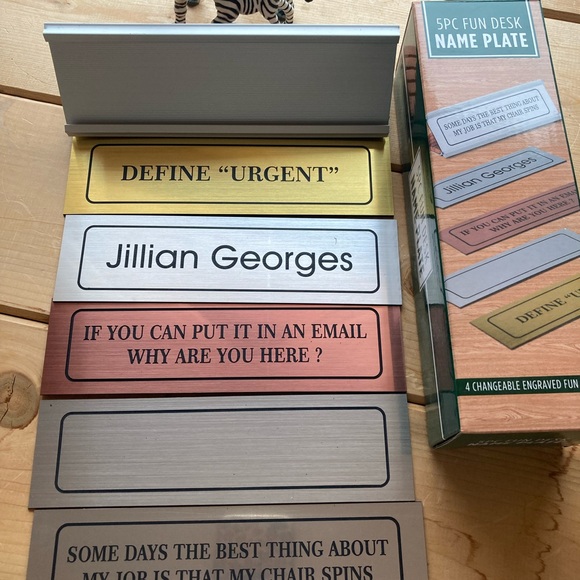 DEFINE “URGENT”
Jillian Georges
IF YOU CAN PUT IT IN AN EMAIL
WHY ARE YOU HERE ?
SOME DAYS THE BEST THING ABOUT
MY JOB IS THAT MY CHAIR SPINS
5PC FUN DESK
NAME PLATE
SOME DAYS THE BEST THING ABOUT
MY JOB IS THAT MY CHAIR SPINS
Jillian Georges
IF YOU CAN PUT IT IN AN EMAIL
WHY ARE YOU HERE ?
DEFINE “U
4 CHANGEABLE ENGRAVED FUN